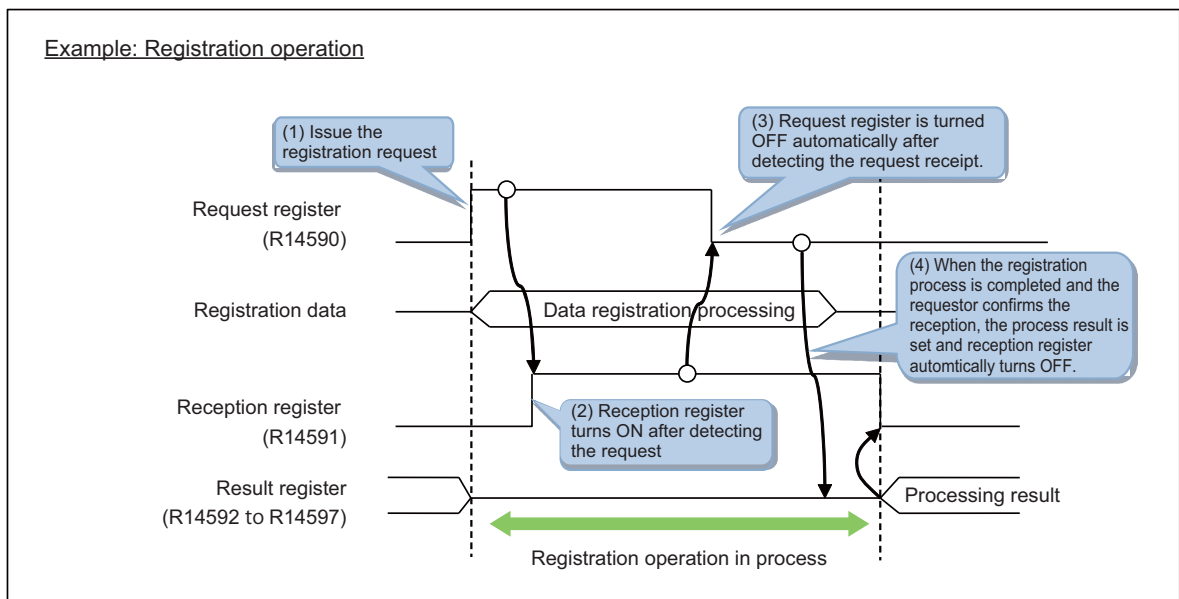 Example: Registration operation
(1) Issue the
registration request
(3) Request register is turned
OFF automatically after
detecting the request receipt.
Request register
(R14590)
(4) When the registration
process is completed and the
requestor confirms the
reception, the process result is
set and reception register
automtically turns OFF.
Registration data
Data registration processing
Reception register
(R14591)
(2) Reception register
turns ON after detecting
the request
Result register
(R14592 to R14597)
Processing result
Registration operation in process